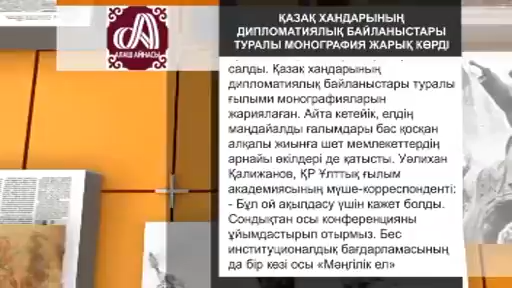 АЛАШ АЙНАСЫ
ҚАЗАҚ ХАНДАРЫНЫҢ
ДИПЛОМАТИЯЛЫҚ БАЙЛАНЫСТАРЫ
ТУРАЛЫ МОНОГРАФИЯ ЖАРЫҚ КӨРДІ
салды. Қазақ хандарының
дипломатиялық байланыстары туралы
ғылыми монографияларын
жариялаған. Айта кетейік, елдің
маңдайалды ғалымдары бас қосқан
алқалы жиынға шет мемлекеттердің
арнайы өкілдері де қатысты. Уәлихан
Қалижанов, ҚР Ұлттық ғылым
академиясының мүше-корреспонденті:
- Бұл ой ақылдасу үшін қажет болды.
Сондықтан осы конференцияны
ұйымдастырып отырмыз. Бес
институционалдық бағдарламасының
да бір көзі осы «Мәңгілік ел»